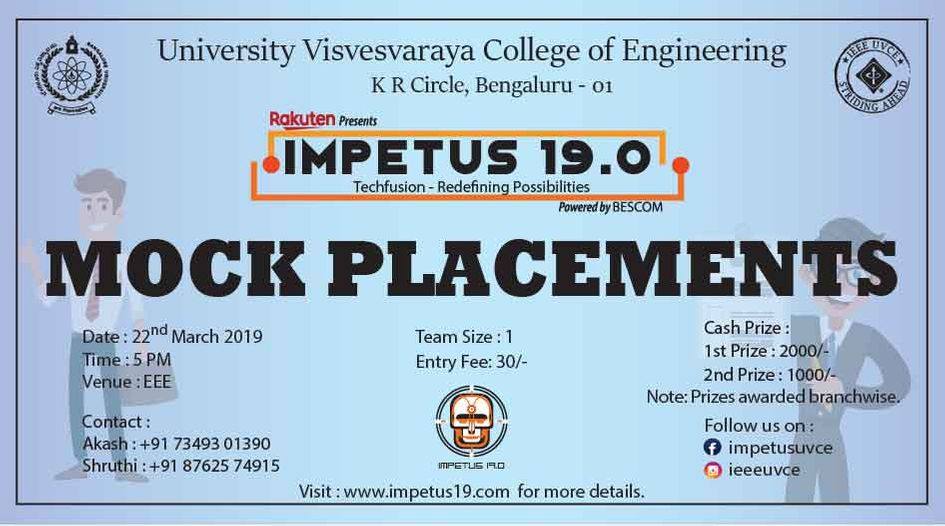 University Visvesvaraya College of Engineering
K R Circle, Bengaluru - 01
IEEE UVCE
STRIDING AHEAD
Rakuten Presents
IMPETUS 19.0
Techfusion - Redefining Possibilities
Powered by BESCOM
MOCK PLACEMENTS
Date : 22nd March 2019
Time : 5 PM
Venue : EEE
Contact :
Akash : +91 73493 01390
Shruthi : +91 87625 74915
Team Size : 1
Entry Fee: 30/-
IMPETUS 19.0
Cash Prize :
1st Prize : 2000/-
2nd Prize : 1000/-
Note: Prizes awarded branchwise.
Follow us on :
impetusuvce
ieeeuvce
Visit : www.impetus19.com for more details.